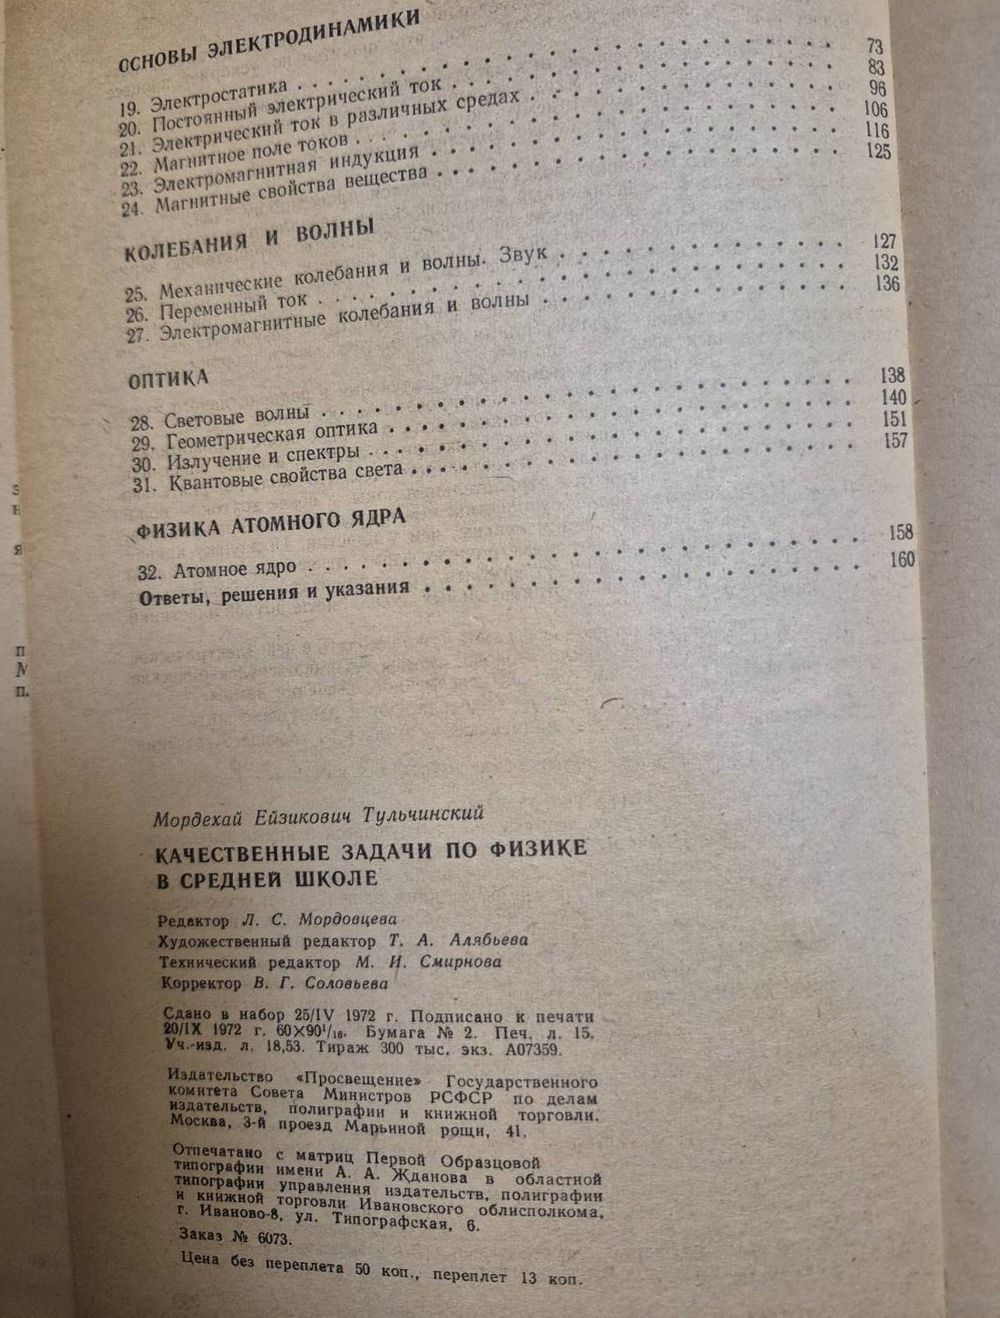 ОСНОВЫ ЭЛЕКТРОДИНАМИКИ
19. Электростатика . . . . . . . . . . . . . . . . . . . . 73
20. Постоянный электрический ток . . . . . . . . . . . . . . . 83
21. Электрический ток в различных средах . . . . . . . . . . . . 96
22. Магнитное поле токов . . . . . . . . . . . . . . . . . . 106
23. Электромагнитная индукция . . . . . . . . . . . . . . . . 116
24. Магнитные свойства вещества . . . . . . . . . . . . . . . 125
КОЛЕБАНИЯ И ВОЛНЫ
25. Механические колебания и волны. Звук . . . . . . . . . . . . 127
26. Переменный ток . . . . . . . . . . . . . . . . . . . . 132
27. Электромагнитные колебания и волны . . . . . . . . . . . . 136
ОПТИКА
28. Световые волны . . . . . . . . . . . . . . . . . . . . 138
29. Геометрическая оптика . . . . . . . . . . . . . . . . . . 140
30. Излучение и спектры . . . . . . . . . . . . . . . . . . 151
31. Квантовые свойства света . . . . . . . . . . . . . . . . 157
ФИЗИКА АТОМНОГО ЯДРА
32. Атомное ядро . . . . . . . . . . . . . . . . . . . . . 158
Ответы, решения и указания . . . . . . . . . . . . . . . . . 160
Мордехай Ейзикович Тульчинский
КАЧЕСТВЕННЫЕ ЗАДАЧИ ПО ФИЗИКЕ
В СРЕДНЕЙ ШКОЛЕ
Редактор Л. С. Мордовцева
Художественный редактор Т. А. Алябьева
Технический редактор М. И. Смирнова
Корректор В. Г. Соловьева
Сдано в набор 25/IV 1972 г. Подписано к печати
20/IX 1972 г. 60×90 1/16. Бумага № 2. Печ. л. 15.
Уч.-изд. л. 18,53. Тираж 300 тыс. экз. А07359.
Издательство «Просвещение» Государственного
комитета Совета Министров РСФСР по делам
издательств, полиграфии и книжной торговли.
Москва, 3-й проезд Марьиной рощи, 41.
Отпечатано с матриц Первой Образцовой
типографии имени А. А. Жданова в областной
типографии управления издательств, полиграфии
и книжной торговли Ивановского облисполкома,
г. Иваново-8, ул. Типографская, 6.
Заказ № 6073.
Цена без переплета 50 коп., переплет 13 коп.